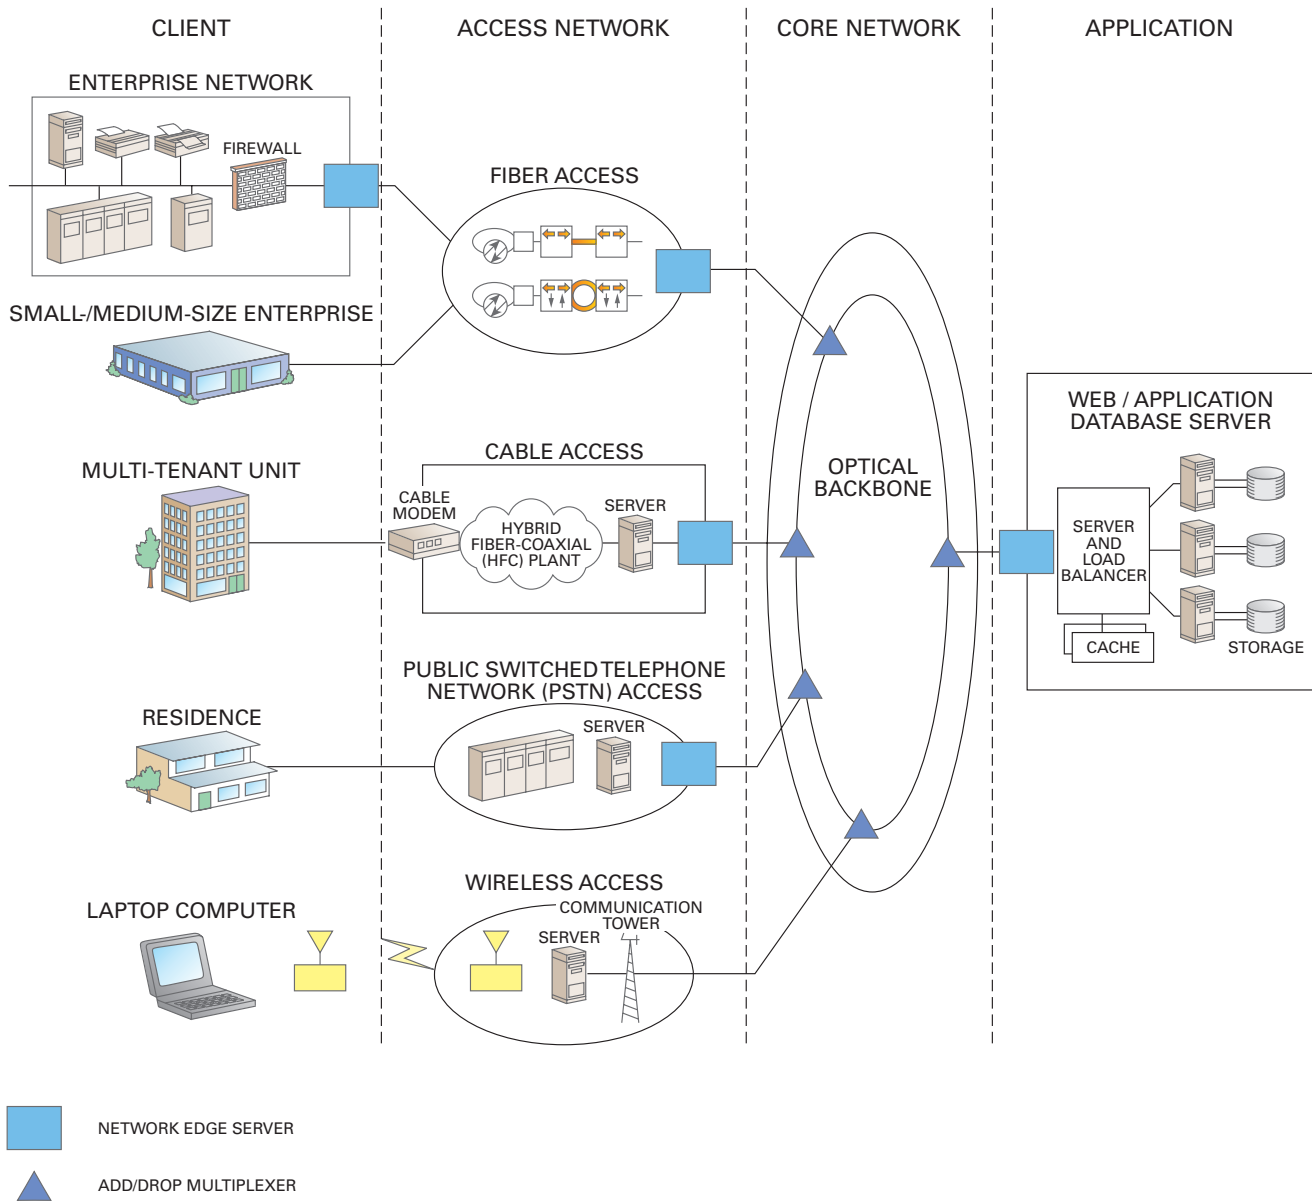 CLIENT
ACCESS NETWORK
CORE NETWORK
APPLICATION
ENTERPRISE NETWORK
FIREWALL
FIBER ACCESS
SMALL-/MEDIUM-SIZE ENTERPRISE
WEB / APPLICATION
DATABASE SERVER
CABLE ACCESS
MULTI-TENANT UNIT
OPTICAL
BACKBONE
CABLE
MODEM
HYBRID
FIBER-COAXIAL
(HFC) PLANT
SERVER
SERVER
AND
LOAD
BALANCER
CACHE
STORAGE
PUBLIC SWITCHED TELEPHONE
NETWORK (PSTN) ACCESS
RESIDENCE
SERVER
WIRELESS ACCESS
LAPTOP COMPUTER
COMMUNICATION
TOWER
SERVER
NETWORK EDGE SERVER
ADD/DROP MULTIPLEXER